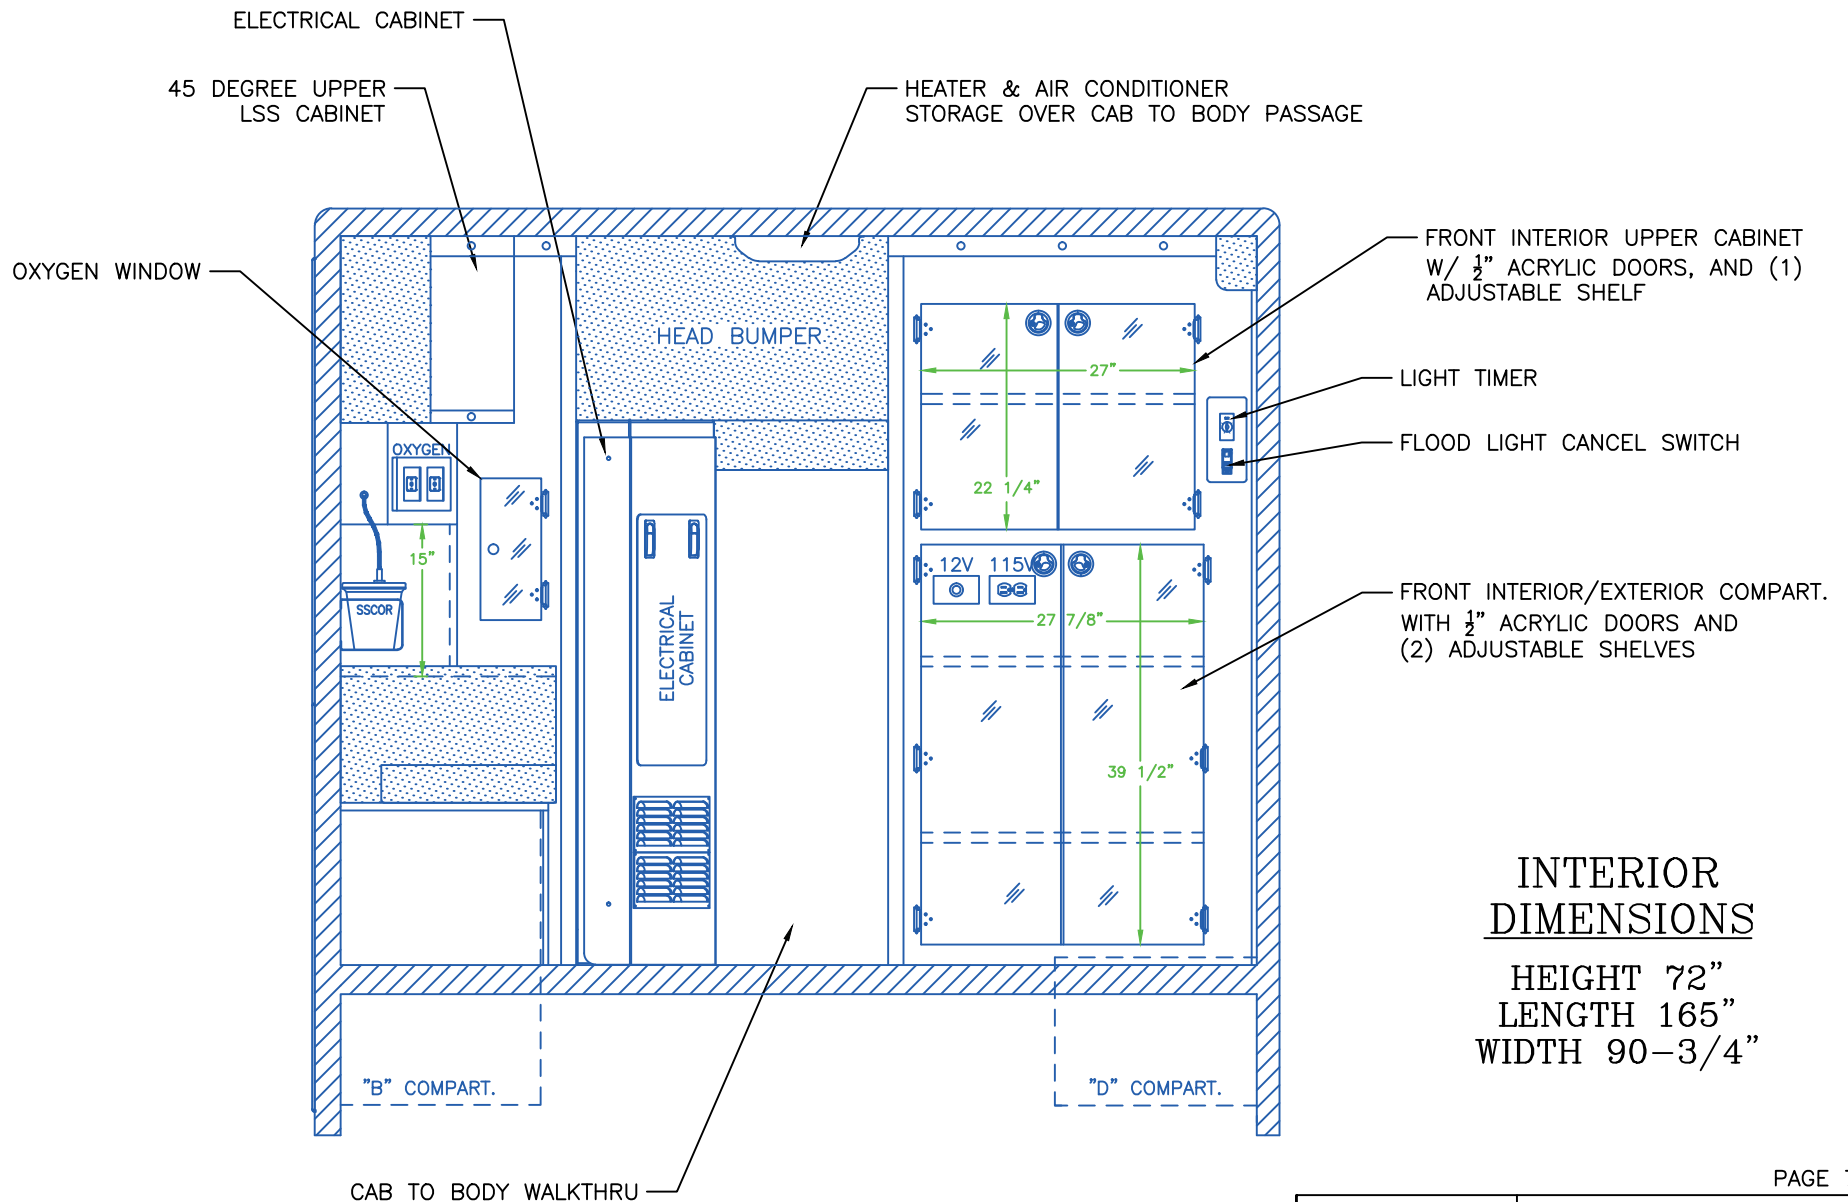 ELECTRICAL CABINET
45 DEGREE UPPER
LSS CABINET
HEATER & AIR CONDITIONER
STORAGE OVER CAB TO BODY PASSAGE
OXYGEN WINDOW
FRONT INTERIOR UPPER CABINET
W/ ½" ACRYLIC DOORS, AND (1)
ADJUSTABLE SHELF
HEAD BUMPER
27"
LIGHT TIMER
FLOOD LIGHT CANCEL SWITCH
OXYGEN
22 1/4"
15"
12V 115V
SSCOR
27 7/8"
ELECTRICAL
CABINET
FRONT INTERIOR/EXTERIOR COMPART.
WITH ½" ACRYLIC DOORS AND
(2) ADJUSTABLE SHELVES
39 1/2"
INTERIOR
DIMENSIONS
HEIGHT 72"
LENGTH 165"
WIDTH 90-3/4"
"B" COMPART.
"D" COMPART.
CAB TO BODY WALKTHRU
PAGE